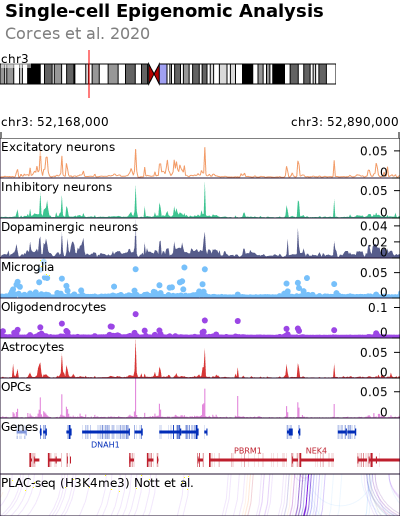 Single-cell Epigenomic Analysis
Corces et al. 2020
chr3
chr3: 52,168,000
chr3: 52,890,000
Excitatory neurons
0.05
0
Inhibitory neurons
0.05
0
Dopaminergic neurons
0.04
0.02
0
Microglia
0.05
0
Oligodendrocytes
0.1
0
Astrocytes
0.05
0
OPCs
0.05
0
Genes
DNAH1
PBRM1
NEK4
PLAC-seq (H3K4me3) Nott et al.